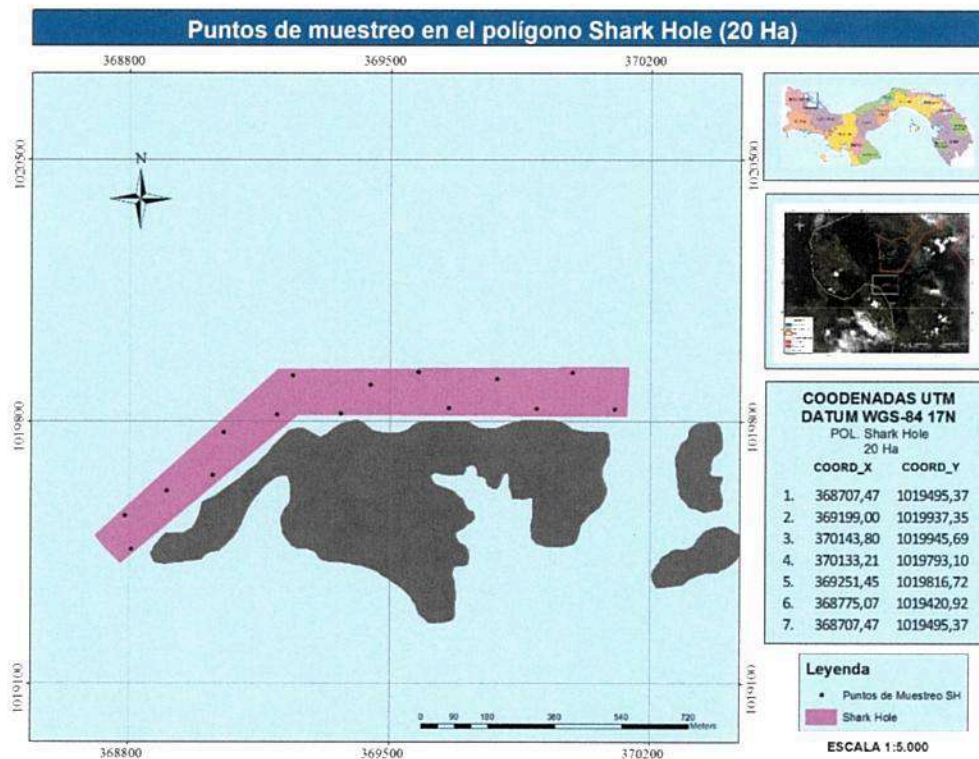 Puntos de muestreo en el polígono Shark Hole (20 Ha)
368800 369500 370200
1020500 1020500
N
1019800 1019800
1019100 1019100
0 90 180 360 540 720
Meters
368800 369500 370200
COODENADAS UTM
DATUM WGS-84 17N
POL. Shark Hole
20 Ha
COORD_X COORD_Y
1. 368707,47 1019495,37
2. 369199,00 1019937,35
3. 370143,80 1019945,69
4. 370133,21 1019793,10
5. 369251,45 1019816,72
6. 368775,07 1019420,92
7. 368707,47 1019495,37
Leyenda
Puntos de Muestreo SH
Shark Hole
ESCALA 1:5.000